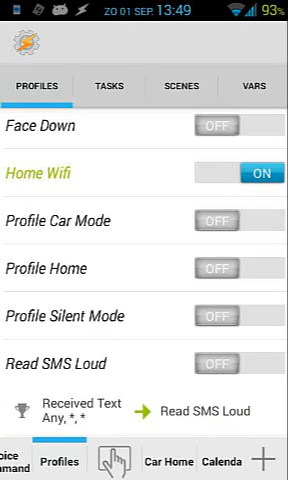 ZO 01 SEP. 13:49 93%
PROFILES TASKS SCENES VARS
Face Down OFF
Home Wifi ON
Profile Car Mode OFF
Profile Home OFF
Profile Silent Mode OFF
Read SMS Loud OFF
Received Text
Any, *, * Read SMS Loud
oice
mmand Profiles Car Home Calenda